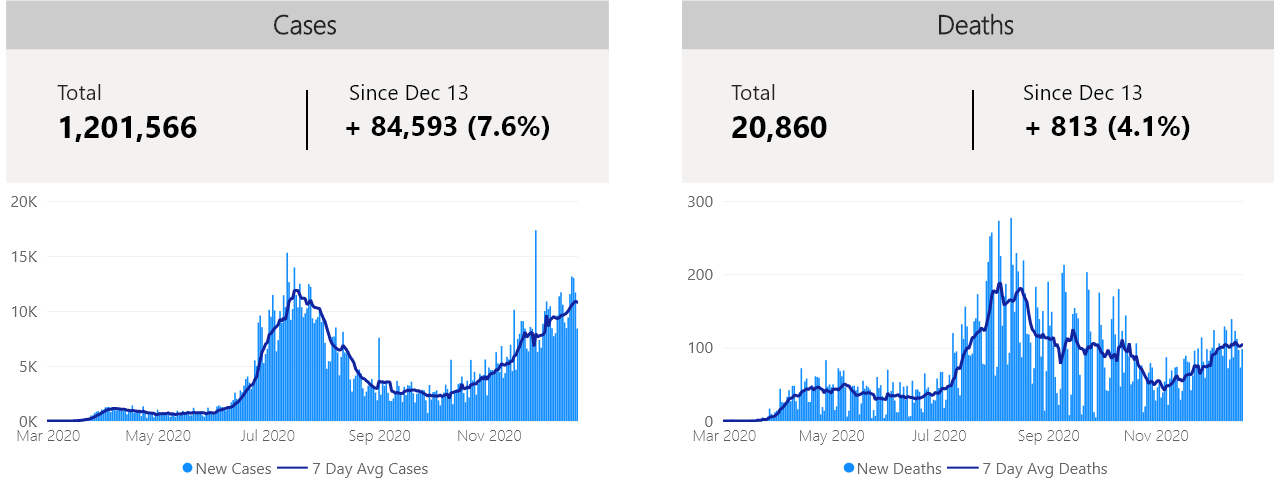 Cases
Total
1,201,566
Since Dec 13
+ 84,593 (7.6%)
20K
15K
10K
5K
0K
Mar 2020 May 2020 Jul 2020 Sep 2020 Nov 2020
New Cases 7 Day Avg Cases
Deaths
Total
20,860
Since Dec 13
+ 813 (4.1%)
300
200
100
0
Mar 2020 May 2020 Jul 2020 Sep 2020 Nov 2020
New Deaths 7 Day Avg Deaths